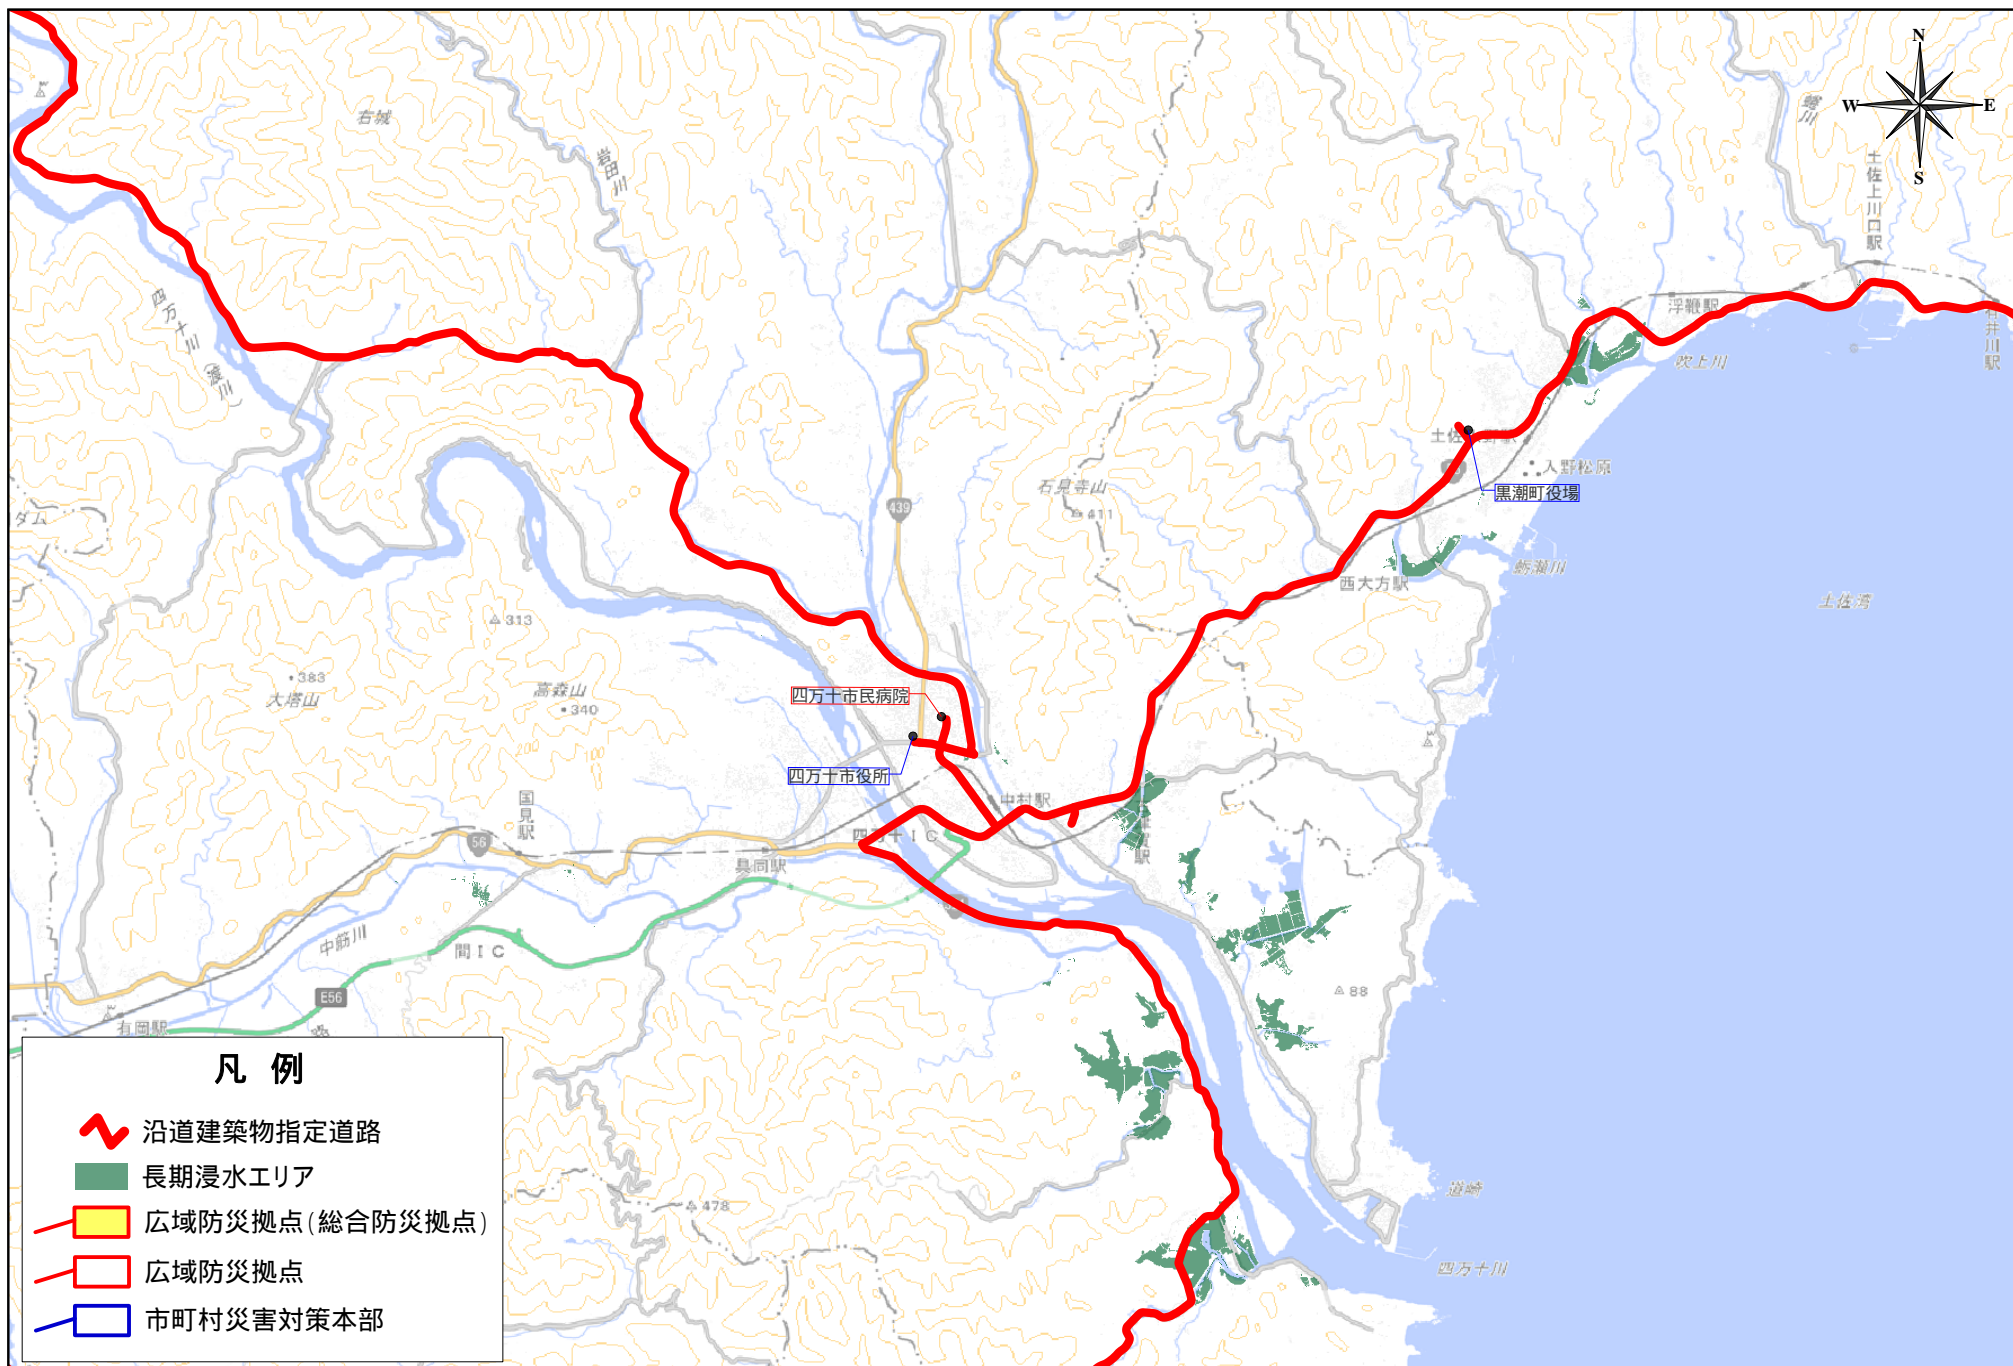 N
W
E
S
右城
岩田川
蜷川
土佐上川口駅
四万十川
(渡川)
浮鞭駅
有井川駅
吹上川
入野松原
黒潮町役場
439
石見寺山
411
ダム
蛎瀬川
西大方駅
土佐湾
313
383
大塔山
高森山
340
四万十市民病院
200
100
四万十市役所
国見駅
中村駅
56
四万十IC
具同駅
中筋川
間IC
E56
88
有岡駅
凡 例
沿道建築物指定道路
長期浸水エリア
広域防災拠点(総合防災拠点)
広域防災拠点
市町村災害対策本部
478
道崎
四万十川